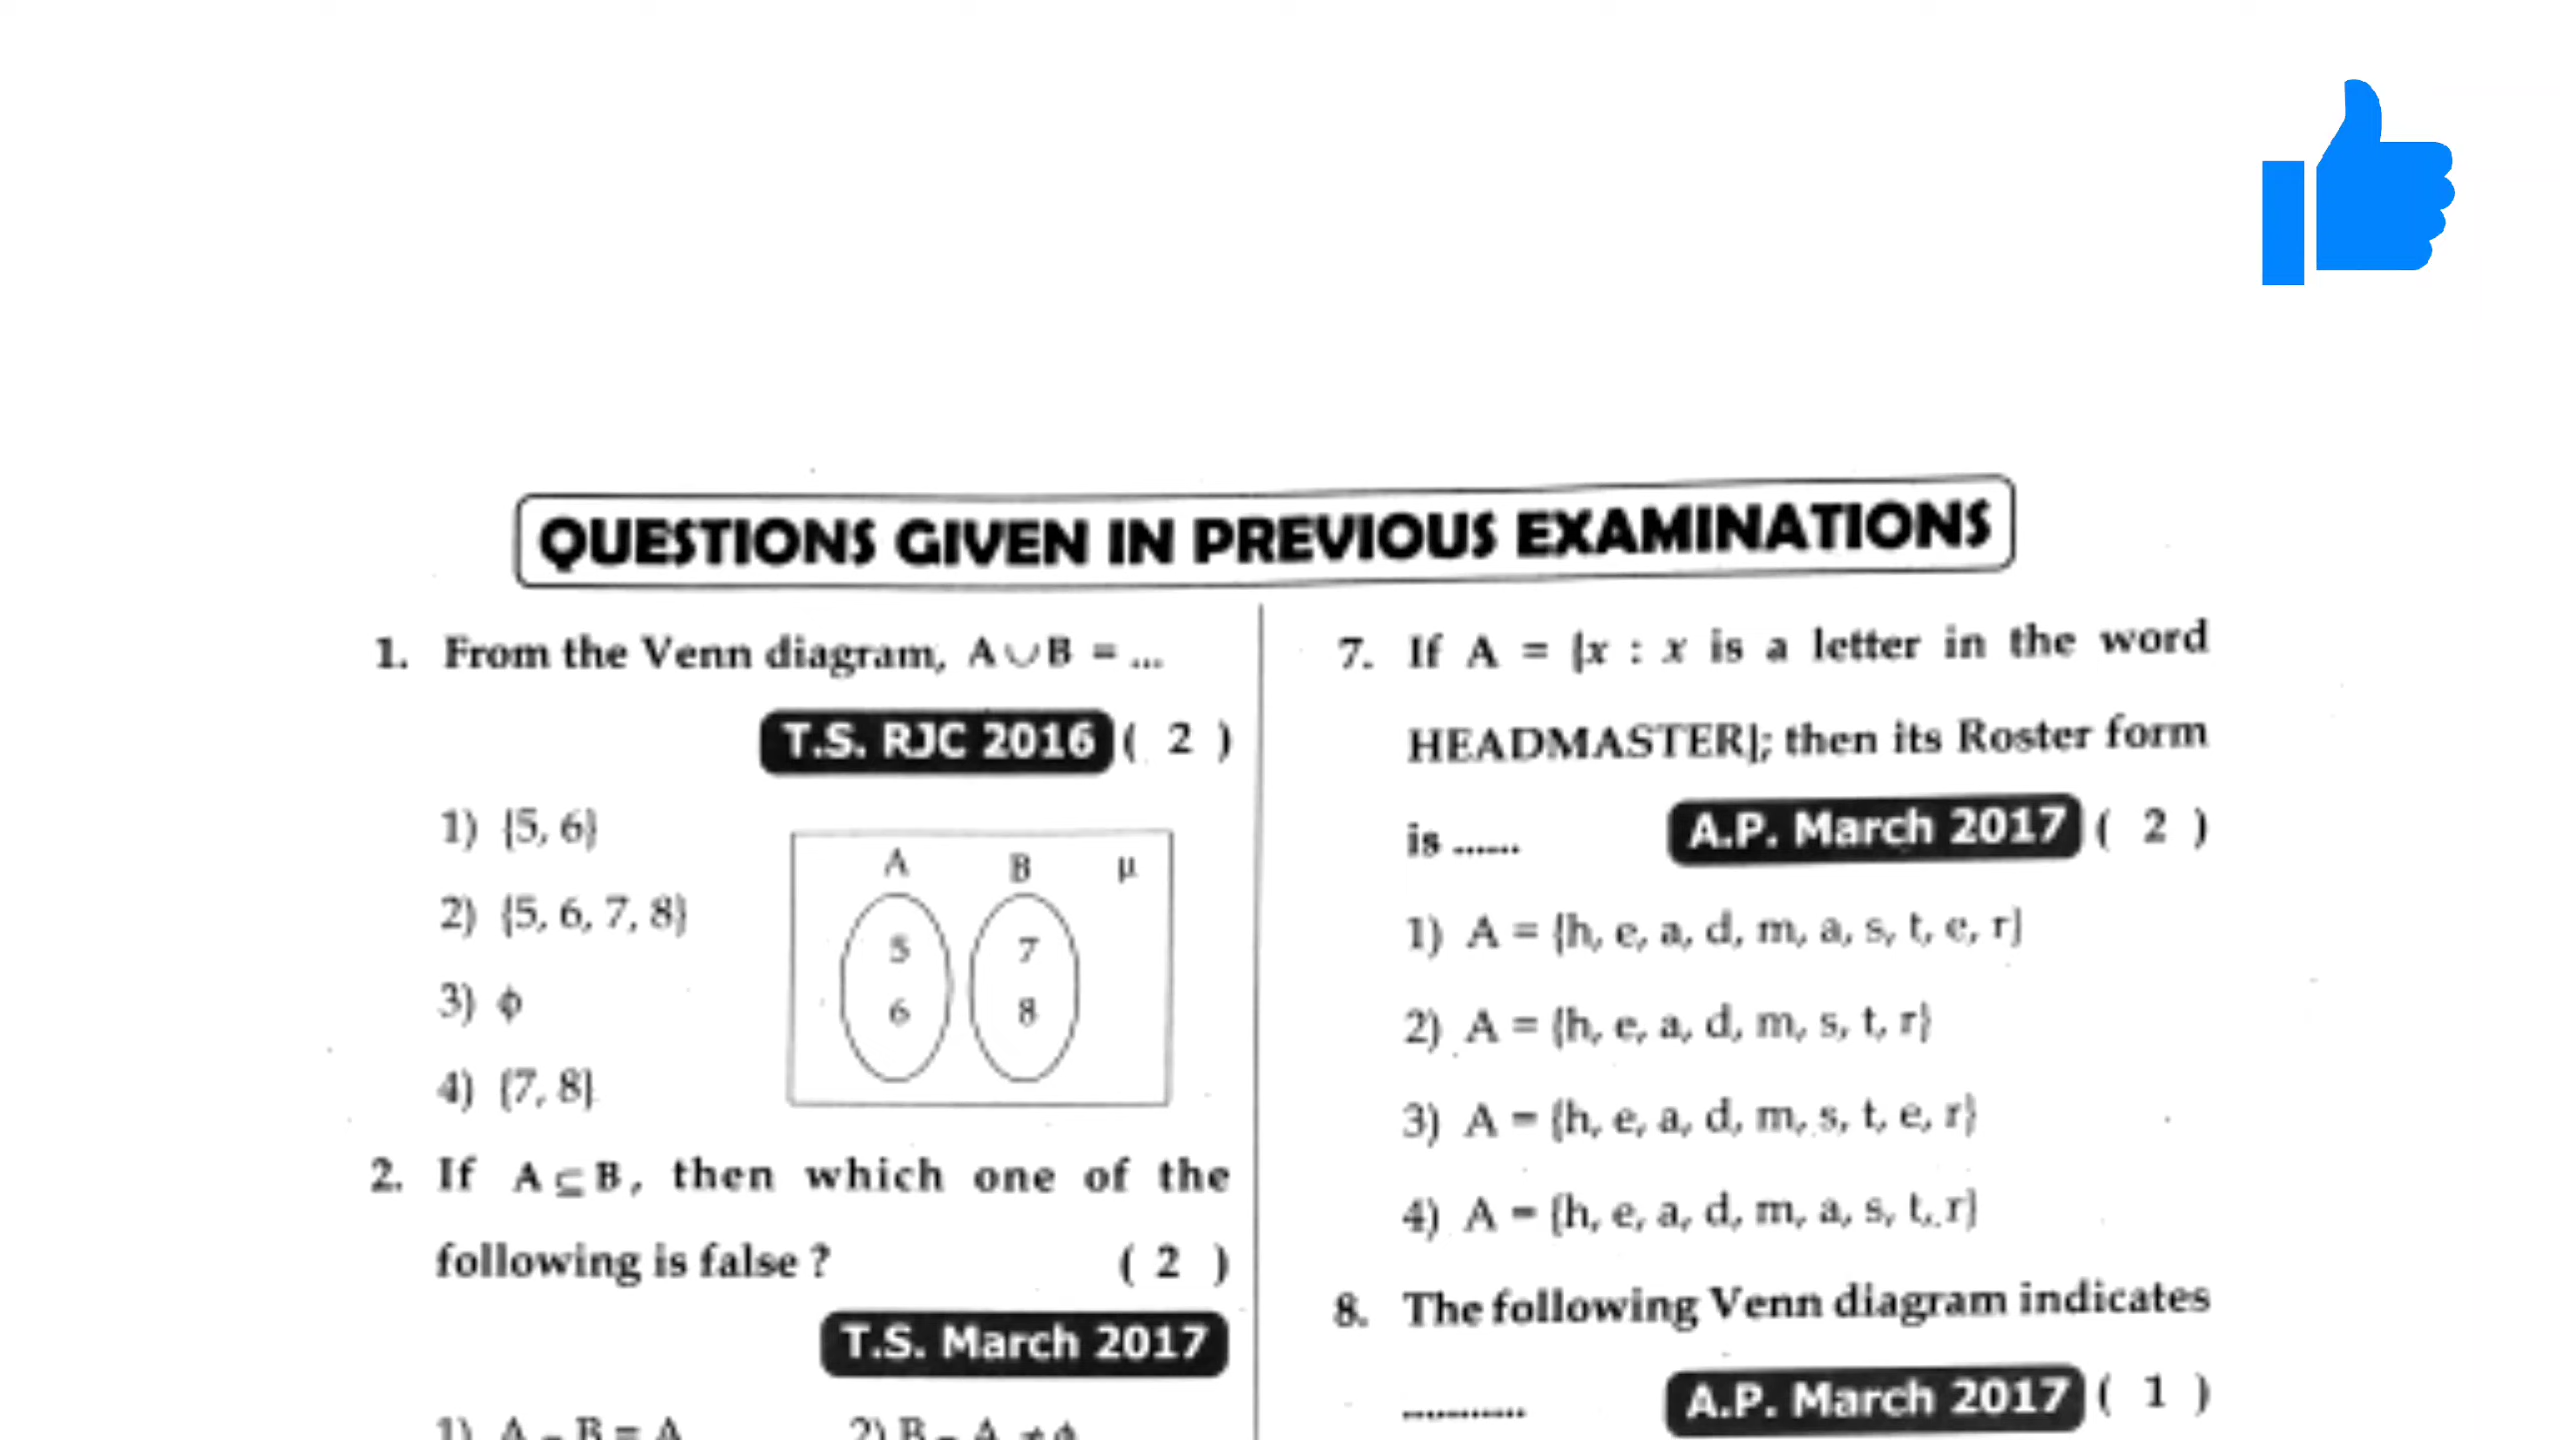 QUESTIONS GIVEN IN PREVIOUS EXAMINATIONS
1. From the Venn diagram, A∪B = ...
T.S. RJC 2016 ( 2 )
1) {5, 6}
2) {5, 6, 7, 8}
3) ϕ
4) {7, 8}
A B μ
5 7
6 8
2. If A ⊆ B, then which one of the
following is false ? ( 2 )
T.S. March 2017
1) A – B = A 2) B – A ≠ ϕ
7. If A = {x : x is a letter in the word
HEADMASTER}; then its Roster form
is ....... A.P. March 2017 ( 2 )
1) A = {h, e, a, d, m, a, s, t, e, r}
2) A = {h, e, a, d, m, s, t, r}
3) A = {h, e, a, d, m, s, t, e, r}
4) A = {h, e, a, d, m, a, s, t, r}
8. The following Venn diagram indicates
............ A.P. March 2017 ( 1 )